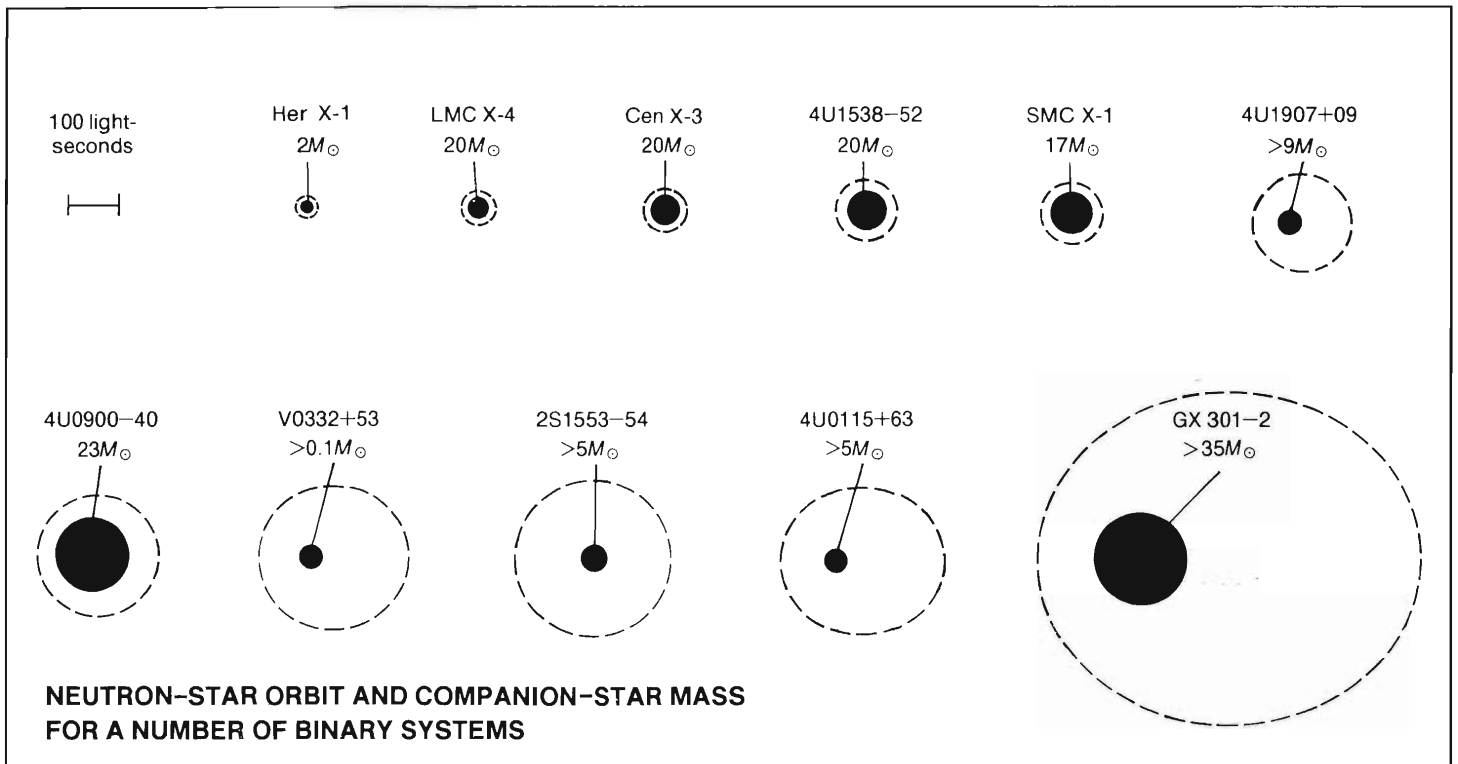 100 light-
seconds
Her X-1
2M☉
LMC X-4
20M☉
Cen X-3
20M☉
4U1538−52
20M☉
SMC X-1
17M☉
4U1907+09
>9M☉
4U0900−40
23M☉
V0332+53
>0.1M☉
2S1553−54
>5M☉
4U0115+63
>5M☉
GX 301−2
>35M☉
NEUTRON–STAR ORBIT AND COMPANION–STAR MASS
FOR A NUMBER OF BINARY SYSTEMS